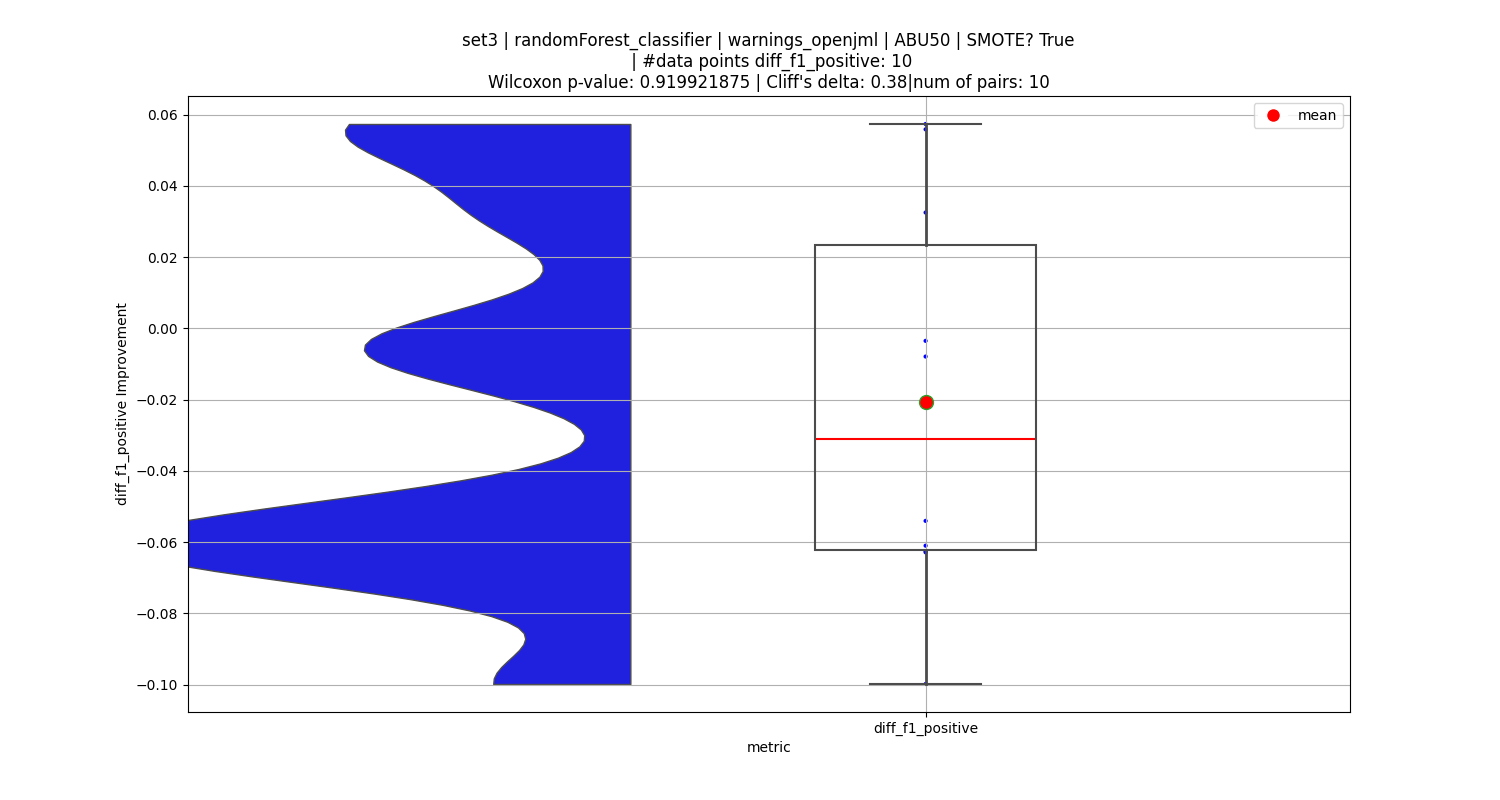 set3 | randomForest_classifier | warnings_openjml | ABU50 | SMOTE? True
| #data points diff_f1_positive: 10
Wilcoxon p-value: 0.919921875 | Cliff's delta: 0.38|num of pairs: 10
mean
0.06
0.04
0.02
0.00
−0.02
−0.04
−0.06
−0.08
−0.10
diff_f1_positive Improvement
diff_f1_positive
metric